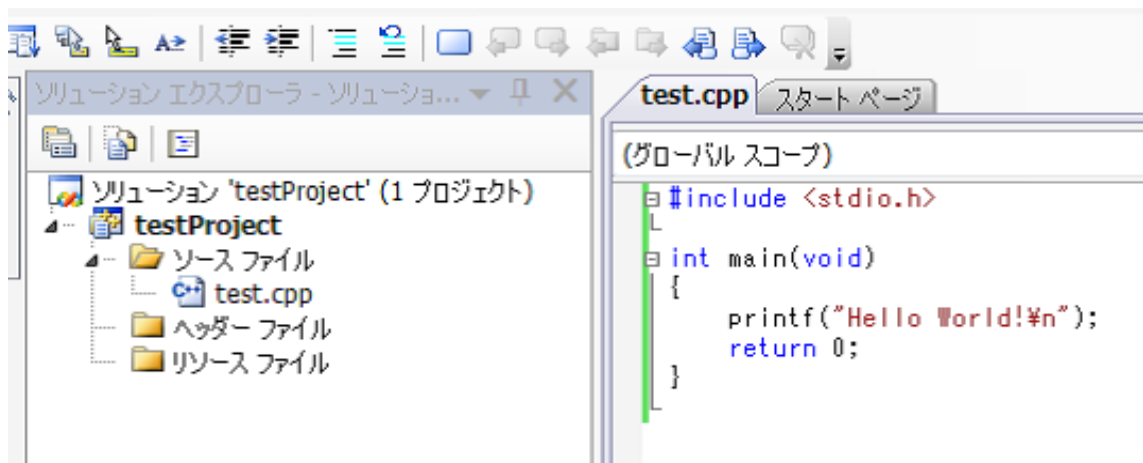 ソリューション エクスプローラ - ソリューショ...
test.cpp
スタート ページ
(グローバル スコープ)
ソリューション 'testProject' (1 プロジェクト)
testProject
ソース ファイル
test.cpp
ヘッダー ファイル
リソース ファイル
#include <stdio.h>
int main(void)
{
printf("Hello World!¥n");
return 0;
}